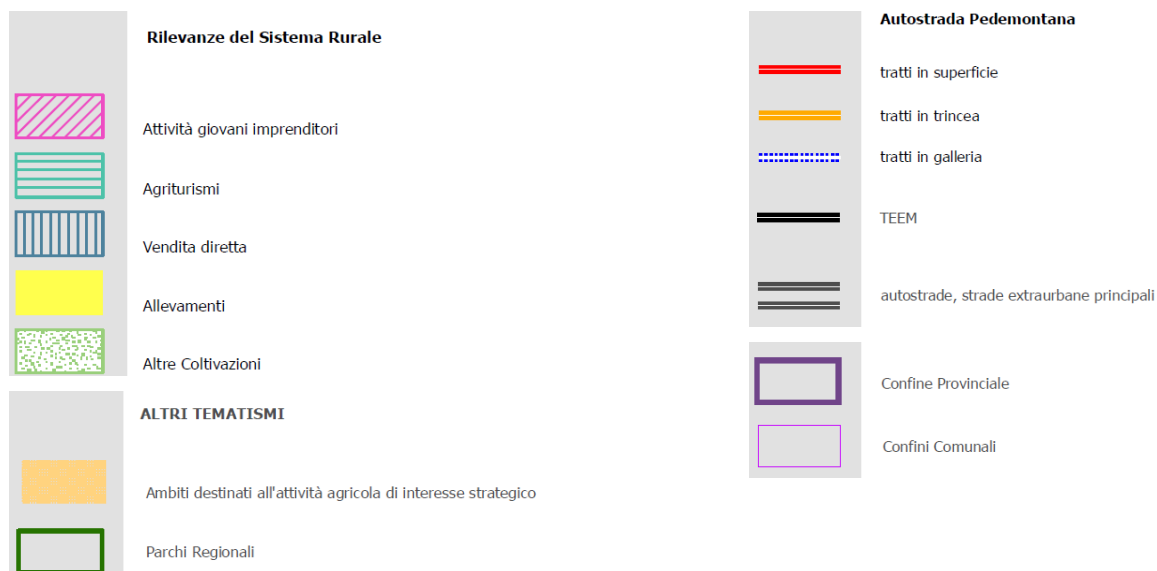 Rilevanze del Sistema Rurale
Attività giovani imprenditori
Agriturismi
Vendita diretta
Allevamenti
Altre Coltivazioni
ALTRI TEMATISMI
Ambiti destinati all'attività agricola di interesse strategico
Parchi Regionali
Autostrada Pedemontana
tratti in superficie
tratti in trincea
tratti in galleria
TEEM
autostrade, strade extraurbane principali
Confine Provinciale
Confini Comunali